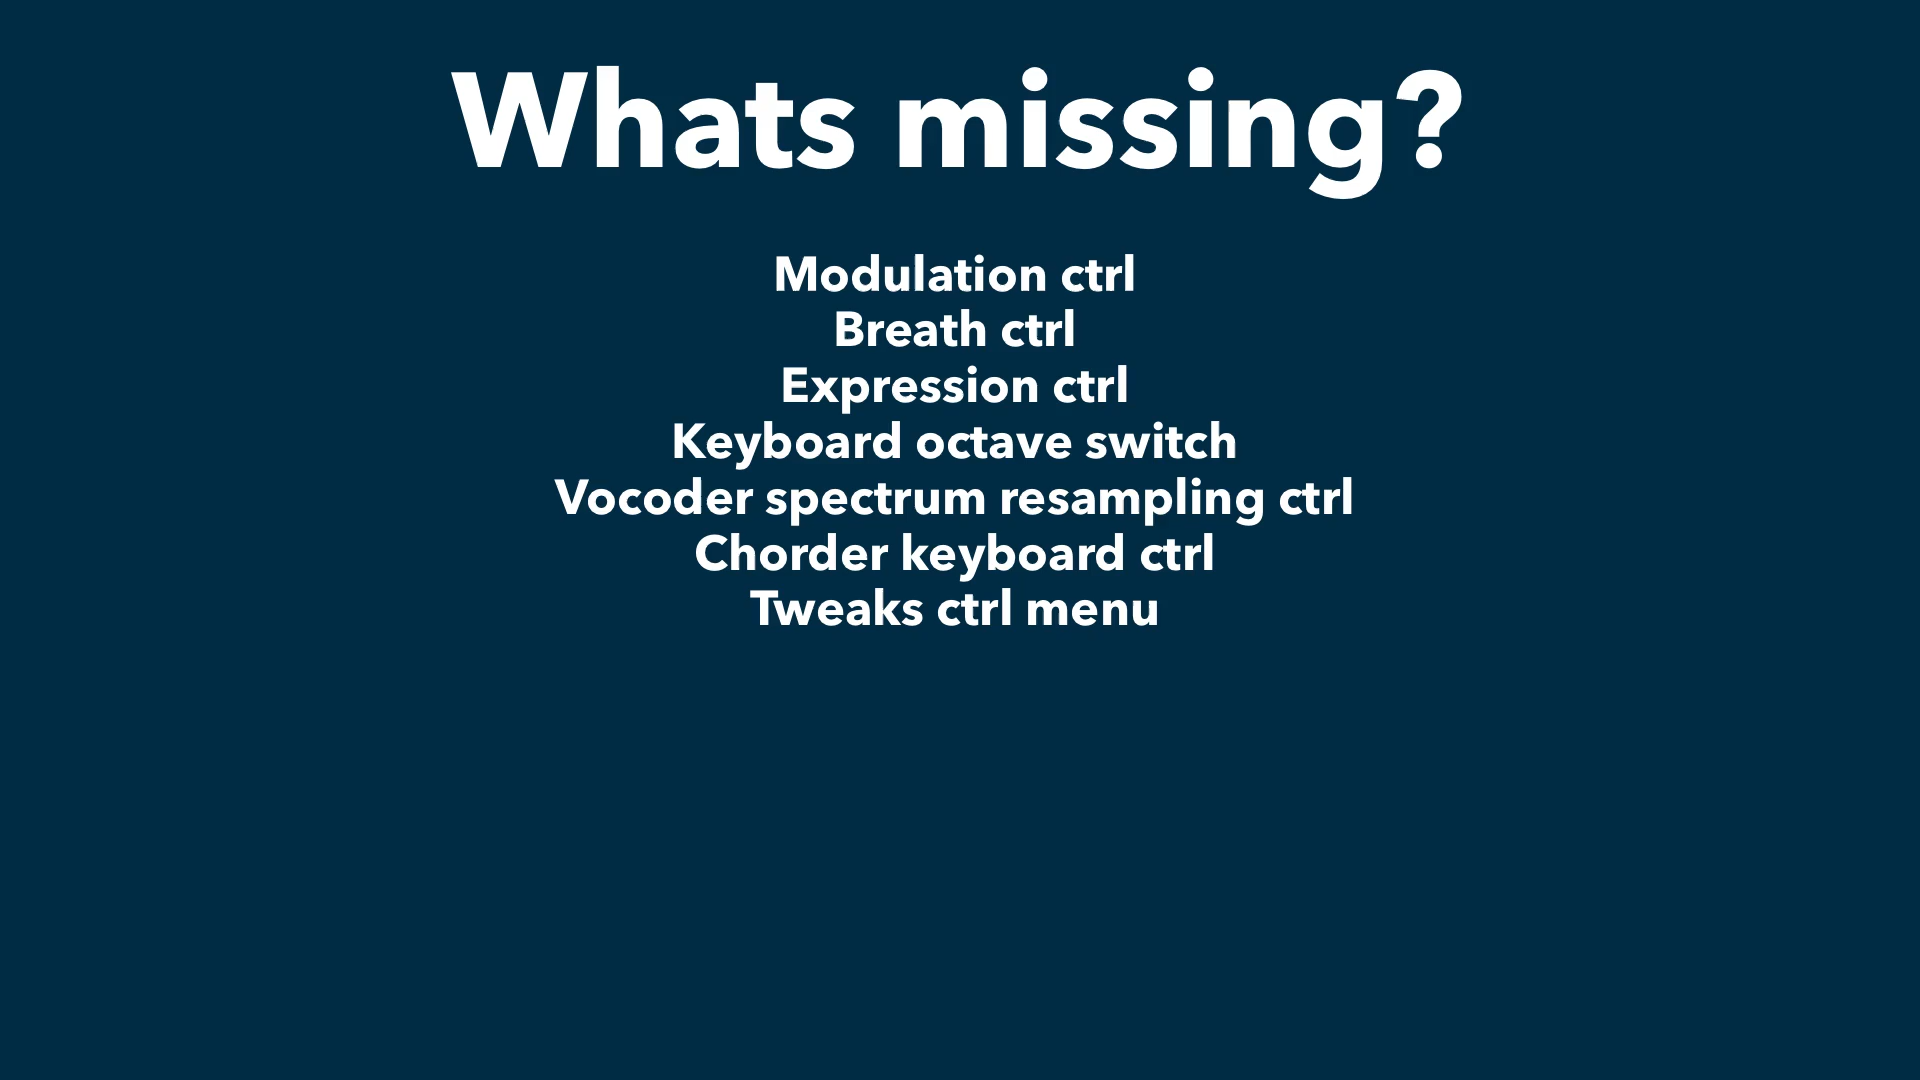 Whats missing?
Modulation ctrl
Breath ctrl
Expression ctrl
Keyboard octave switch
Vocoder spectrum resampling ctrl
Chorder keyboard ctrl
Tweaks ctrl menu